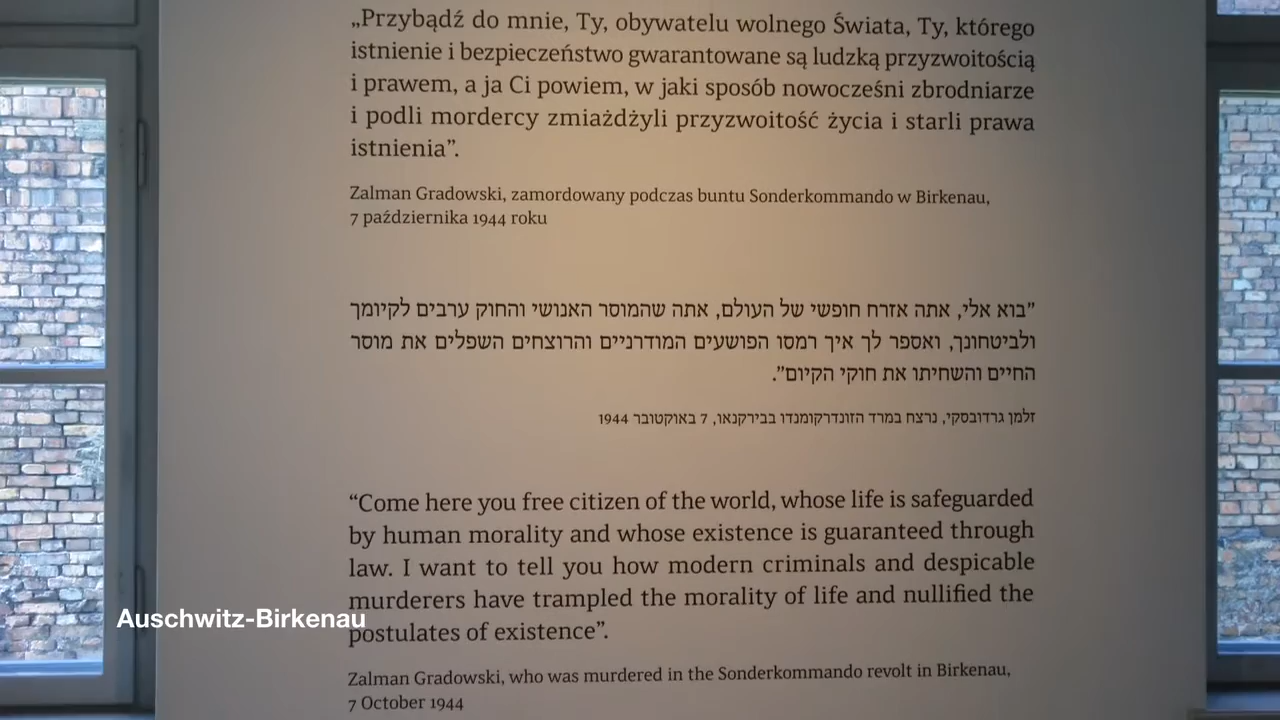 „Przybądź do mnie, Ty, obywatelu wolnego Świata, Ty, którego
istnienie i bezpieczeństwo gwarantowane są ludzką przyzwoitością
i prawem, a ja Ci powiem, w jaki sposób nowocześni zbrodniarze
i podli mordercy zmiażdżyli przyzwoitość życia i starli prawa
istnienia”.
Zalman Gradowski, zamordowany podczas buntu Sonderkommando w Birkenau,
7 października 1944 roku
”בוא אלי, אתה אזרח חופשי של העולם, אתה שהמוסר האנושי והחוק ערבים לקיומך
ולביטחונך, ואספר לך איך רמסו הפושעים המודרניים והרוצחים השפלים את מוסר
החיים והשחיתו את חוקי הקיום”.
זלמן גרדובסקי, נרצח במרד הזונדרקומנדו בבירקנאו, 7 באוקטובר 1944
“Come here you free citizen of the world, whose life is safeguarded
by human morality and whose existence is guaranteed through
law. I want to tell you how modern criminals and despicable
murderers have trampled the morality of life and nullified the
postulates of existence”.
Zalman Gradowski, who was murdered in the Sonderkommando revolt in Birkenau,
7 October 1944
Auschwitz-Birkenau